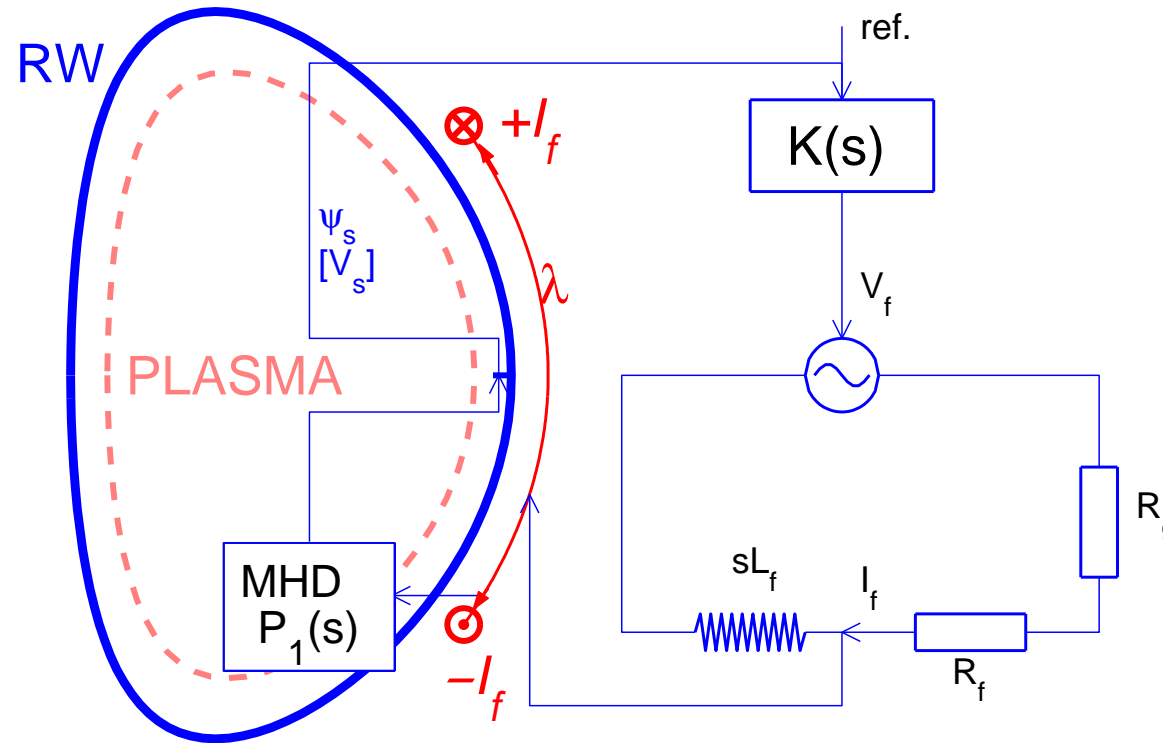 ref.
RW
+I_f
K(s)
ψ_s
[V_s]
λ
V_f
PLASMA
sL_f
I_f
MHD
P_1(s)
R_f
−I_f